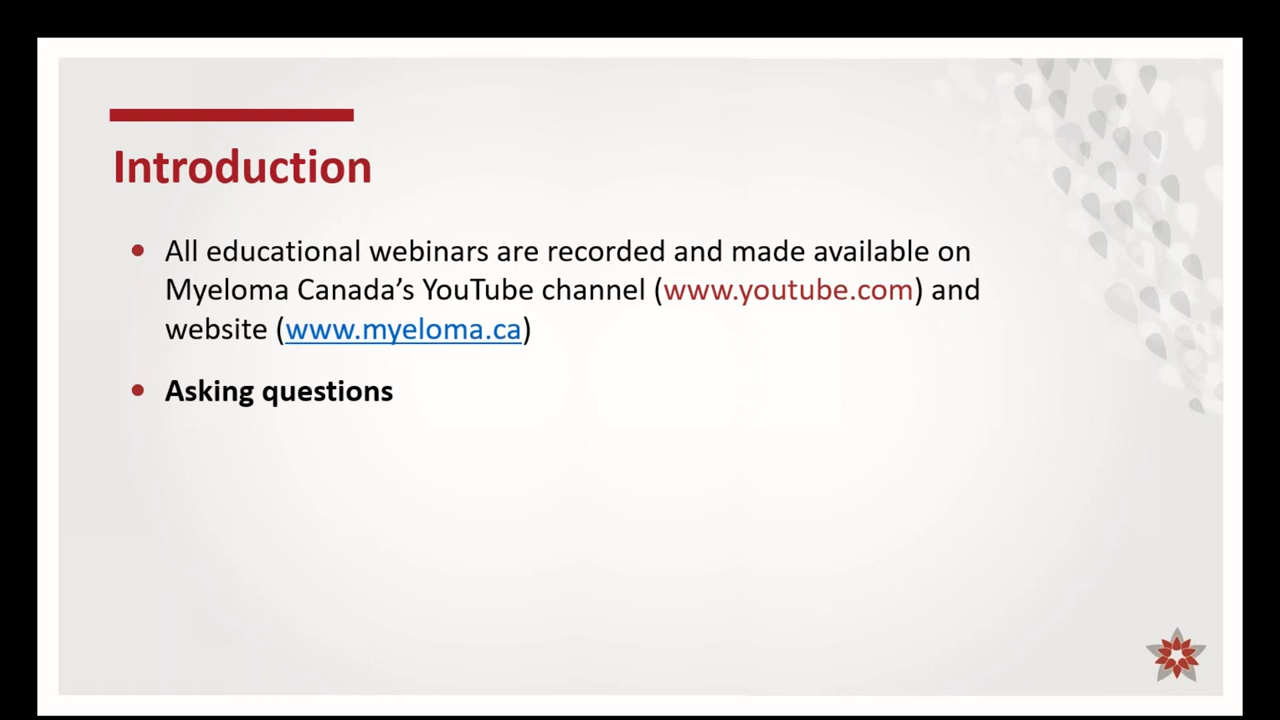 Introduction
• All educational webinars are recorded and made available on
Myeloma Canada’s YouTube channel (www.youtube.com) and
website (www.myeloma.ca)
• Asking questions